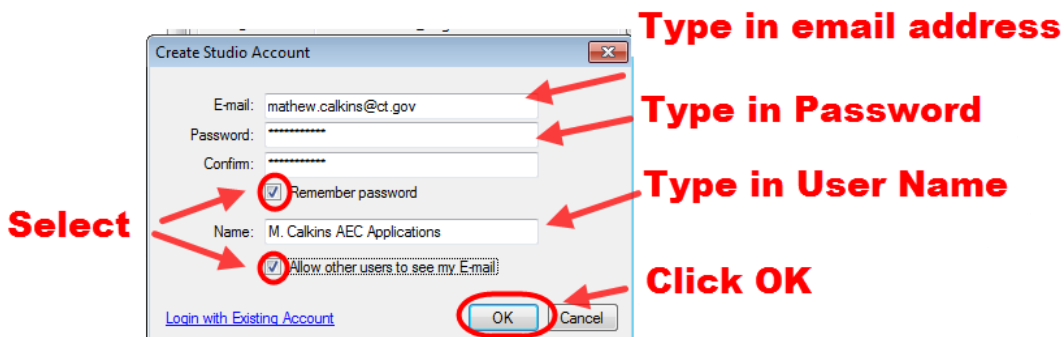 Type in email address
Create Studio Account
E-mail: mathew.calkins@ct.gov
Type in Password
Password: ***********
Confirm: ***********
Remember password
Type in User Name
Select
Name: M. Calkins AEC Applications
Allow other users to see my E-mail
Click OK
Login with Existing Account
OK
Cancel